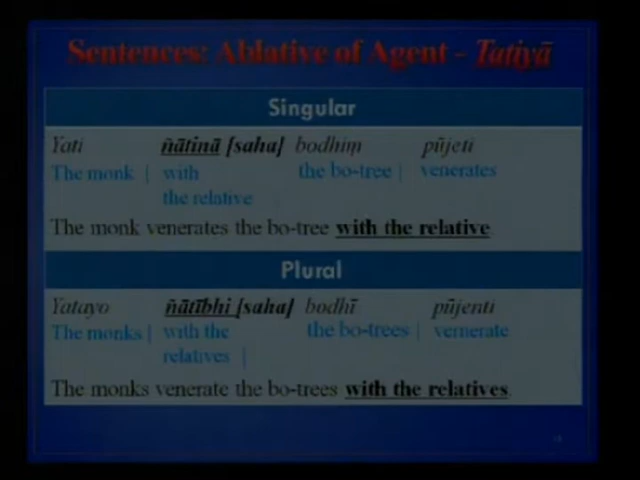 Sentences: Ablative of Agent – Tatiyā
Singular
Yati ñātinā [saha] bodhiṃ pūjeti
The monk | with the bo-tree | venerates
the relative
The monk venerates the bo-tree with the relative.
Plural
Yatayo ñātībhi [saha] bodhī pūjenti
The monks | with the the bo-trees | vernerate
relatives |
The monks venerate the bo-trees with the relatives.